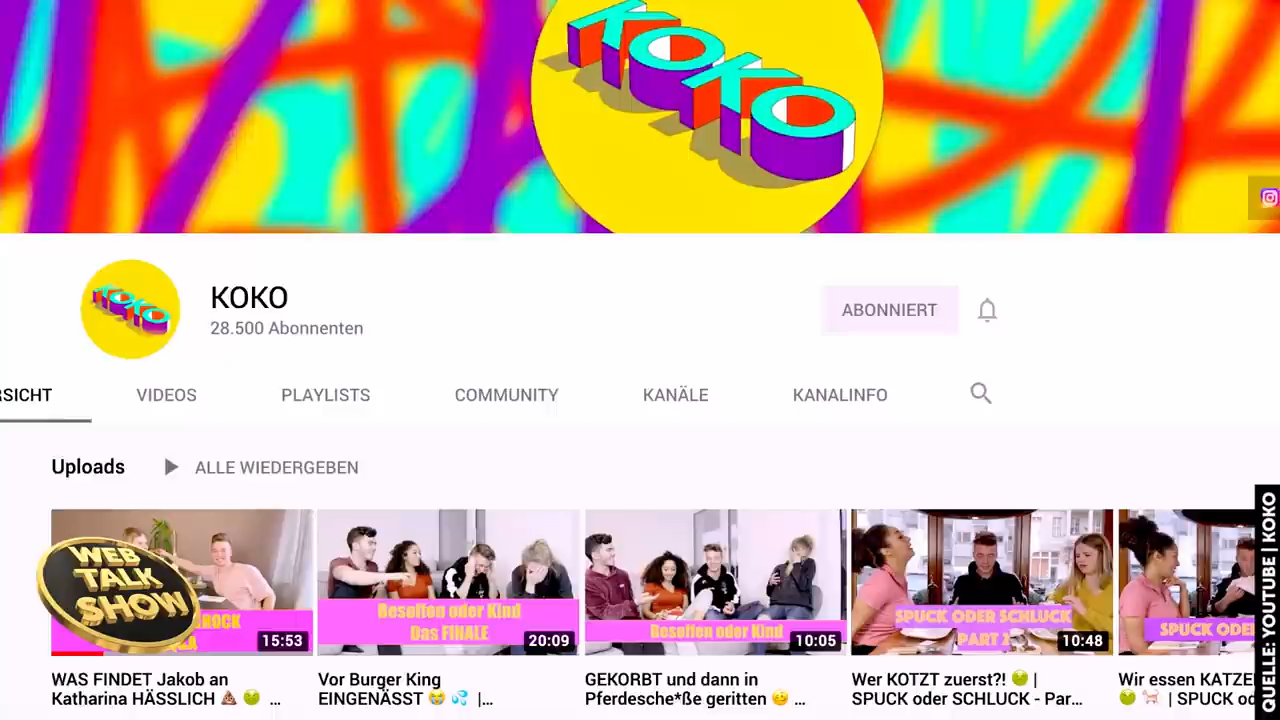 KOKO
KOKO
KOKO
28.500 Abonnenten
ABONNIERT
RSICHT
VIDEOS
PLAYLISTS
COMMUNITY
KANÄLE
KANALINFO
Uploads
ALLE WIEDERGEBEN
WEB
TALK
SHOW
15:53
WAS FINDET Jakob an
Katharina HÄSSLICH 💩 🤢 ...
Besoffen oder Kind
Das FINALE
20:09
Vor Burger King
EINGENÄSST 😭 💦 |...
Besoffen oder Kind
10:05
GEKORBT und dann in
Pferdesche*ße geritten 😏 ...
SPUCK ODER SCHLUCK
PART 2
10:48
Wer KOTZT zuerst?! 🤢 |
SPUCK oder SCHLUCK - Par...
SPUCK ODE
Wir essen KATZE
🤢 🐈 | SPUCK od
QUELLE: YOUTUBE | KOKO